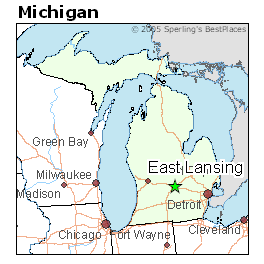 Michigan
© 2005 Sperling's BestPlaces
Green Bay
East Lansing
Milwaukee
Madison
Detroit
Chicago
Fort Wayne
Cleveland